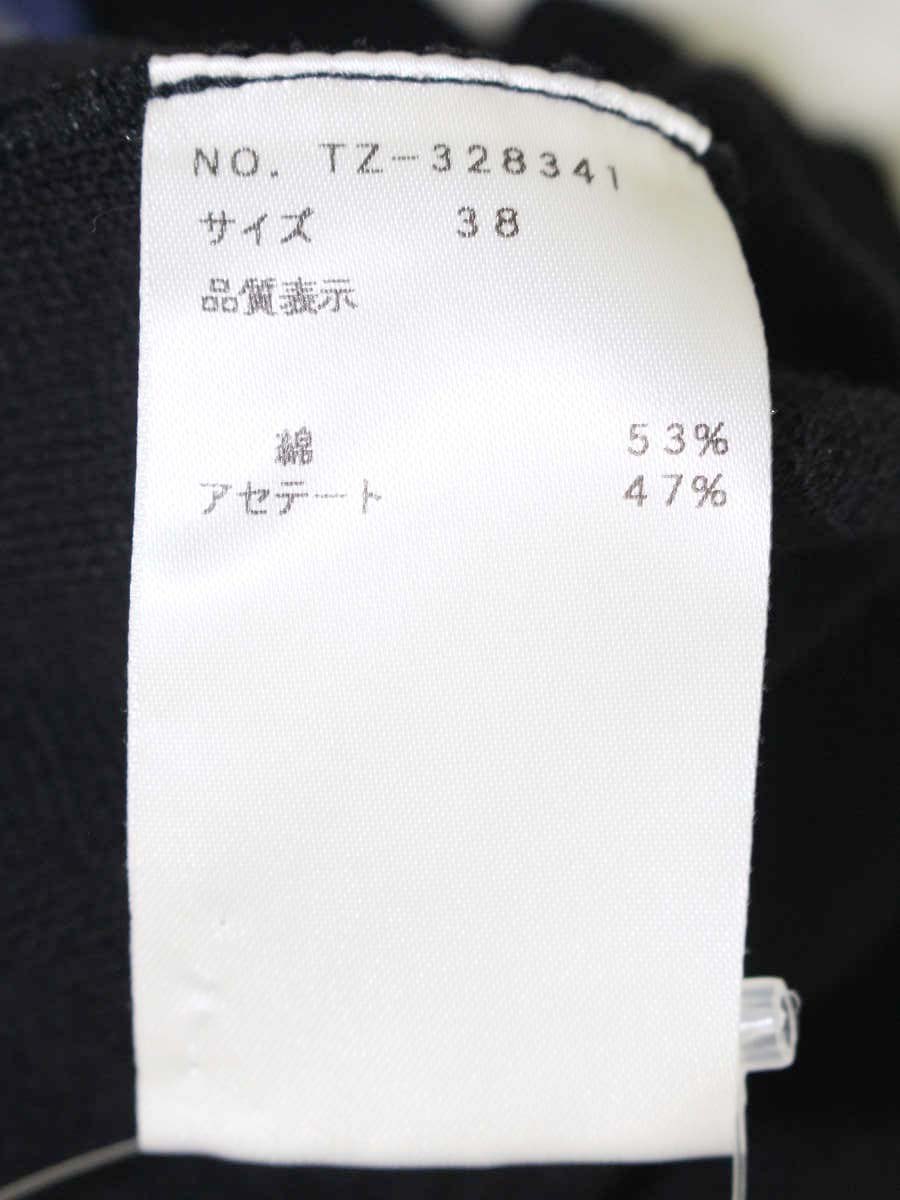 NO. TZ-328341
サイズ 38
品質表示
綿 53%
アセテート 47%